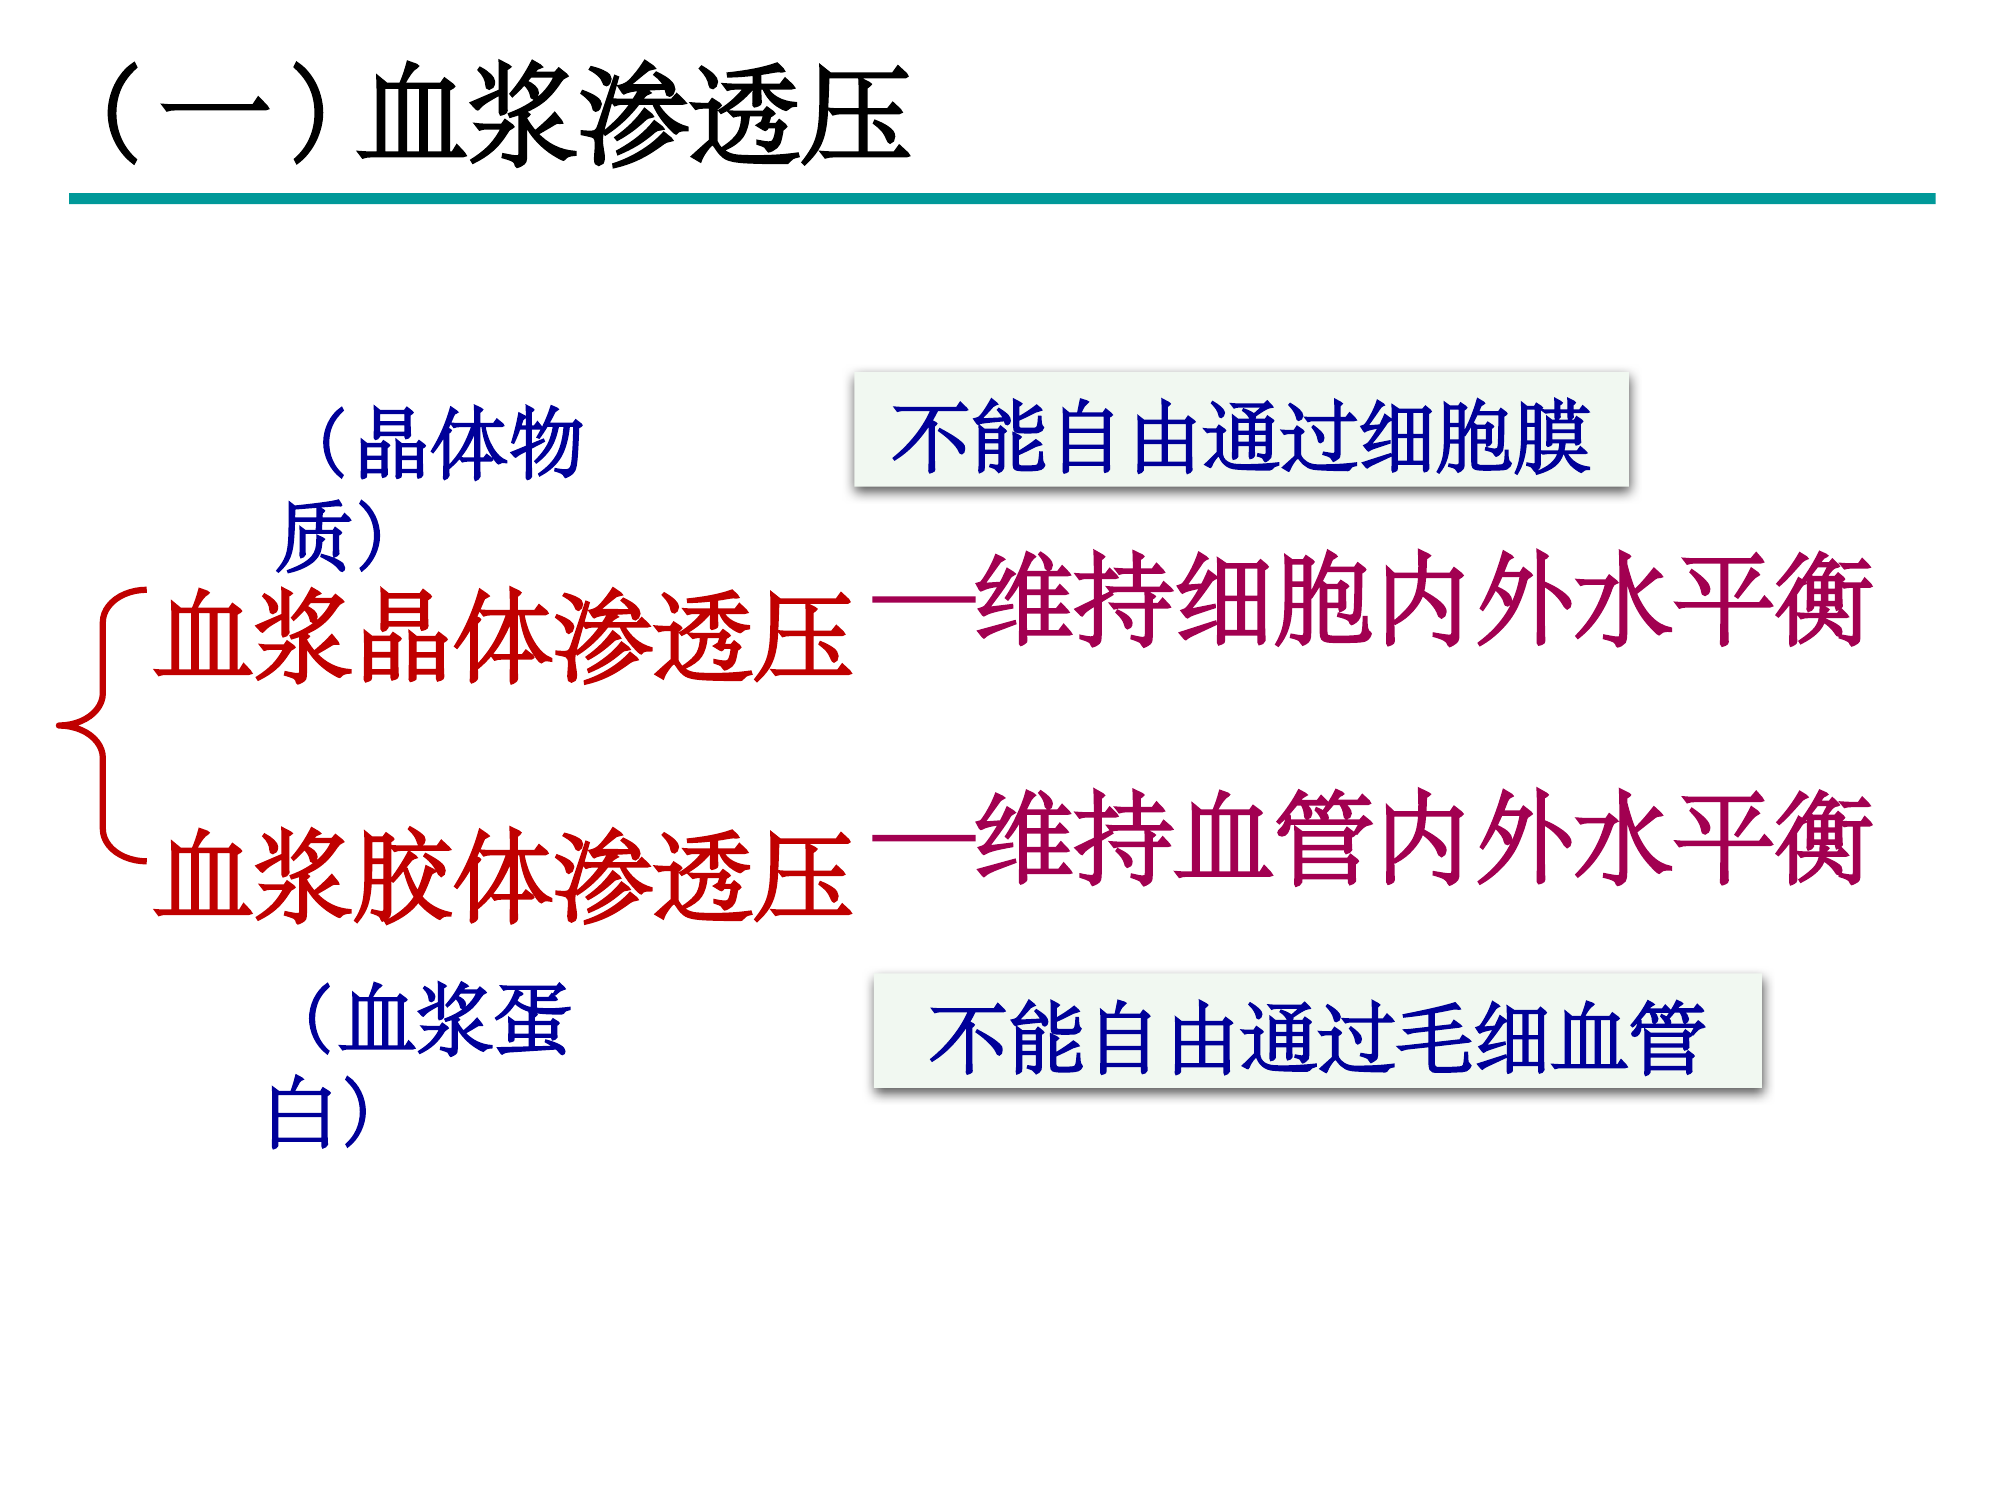 （一）血浆渗透压
（晶体物
质）
不能自由通过细胞膜
血浆晶体渗透压
—维持细胞内外水平衡
血浆胶体渗透压
—维持血管内外水平衡
（血浆蛋
白）
不能自由通过毛细血管